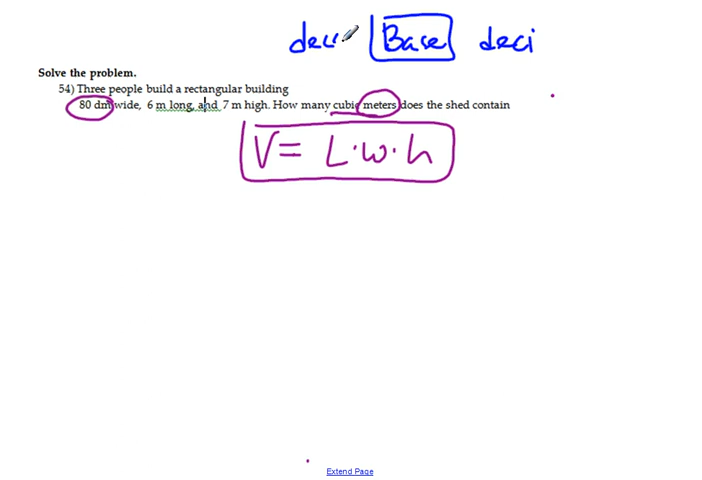 Base deci
Solve the problem.
54) Three people build a rectangular building
80 dm wide, 6 m long, and 7 m high. How many cubic meters does the shed contain
V = L · w · h
Extend Page